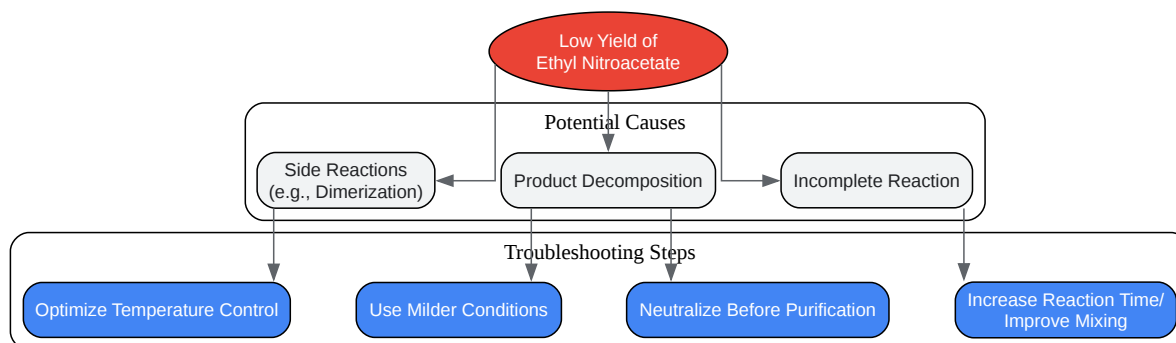 Low Yield of
Ethyl Nitroacetate
Potential Causes
Side Reactions
(e.g., Dimerization)
Product Decomposition
Incomplete Reaction
Troubleshooting Steps
Optimize Temperature Control
Use Milder Conditions
Neutralize Before Purification
Increase Reaction Time/
Improve Mixing